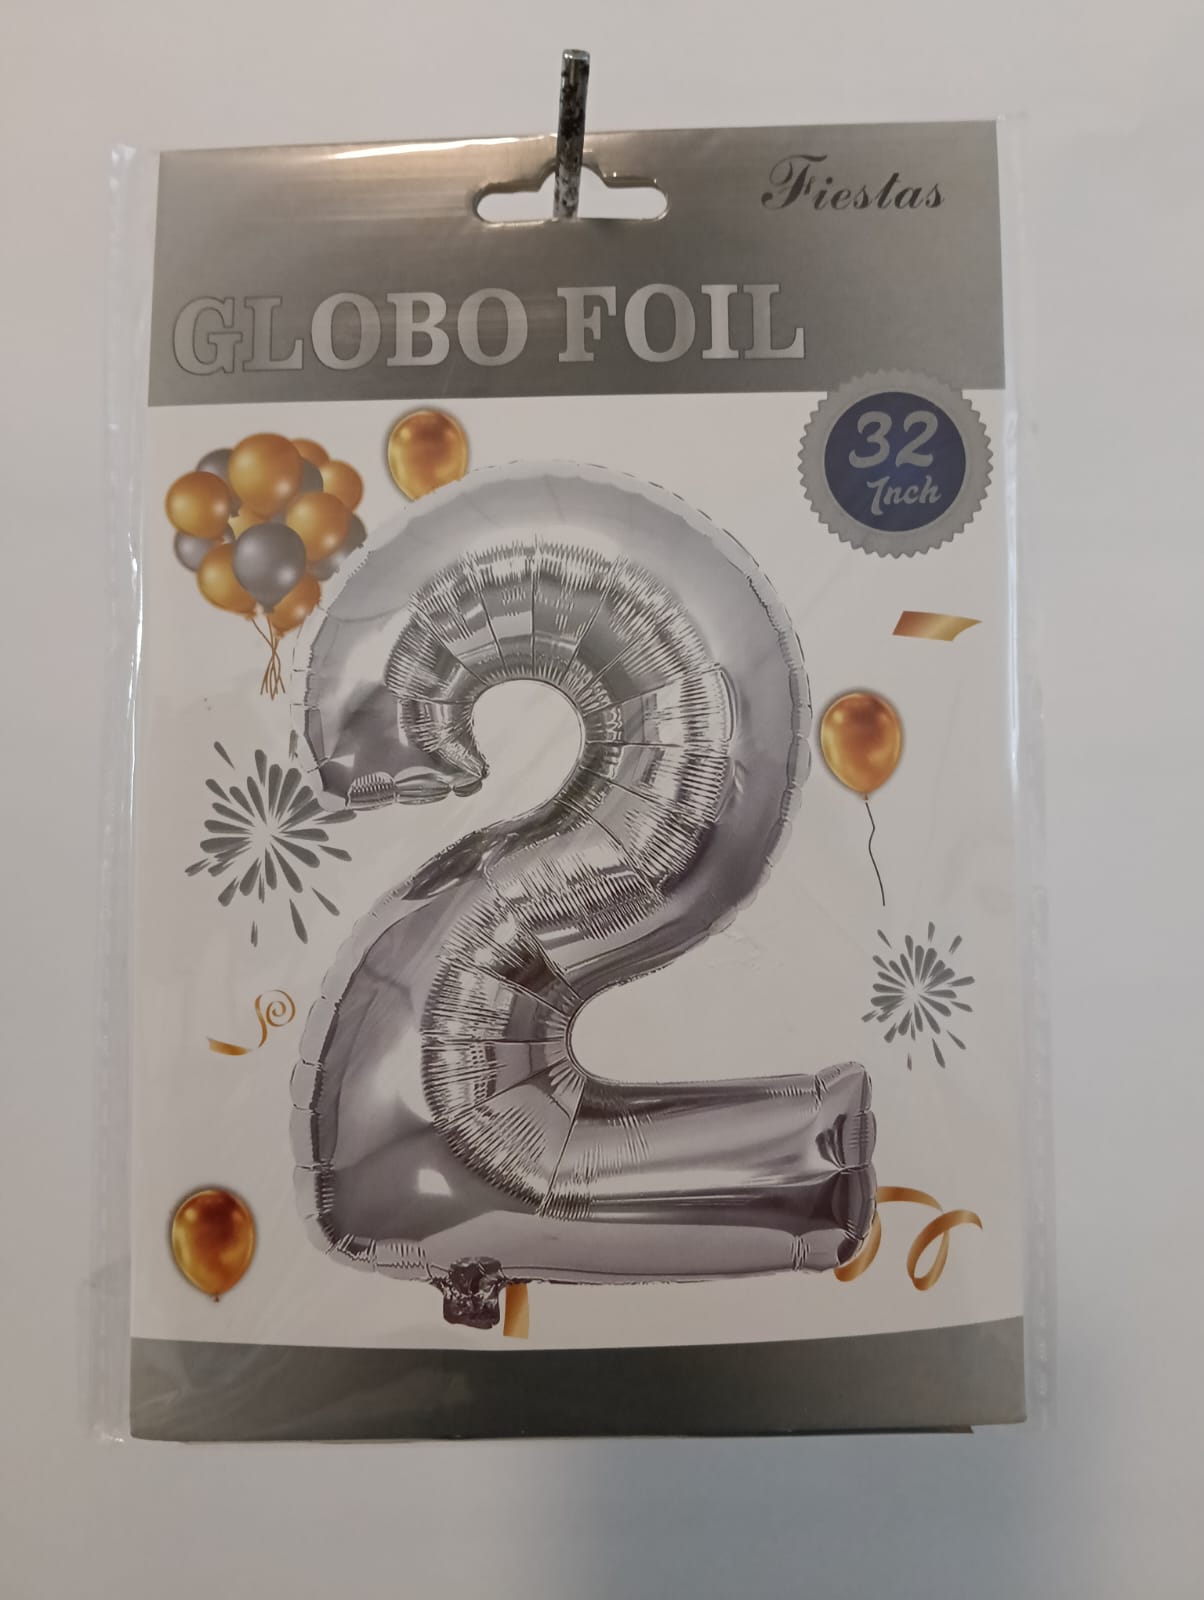 Fiestas
GLOBO FOIL
32
Inch
2